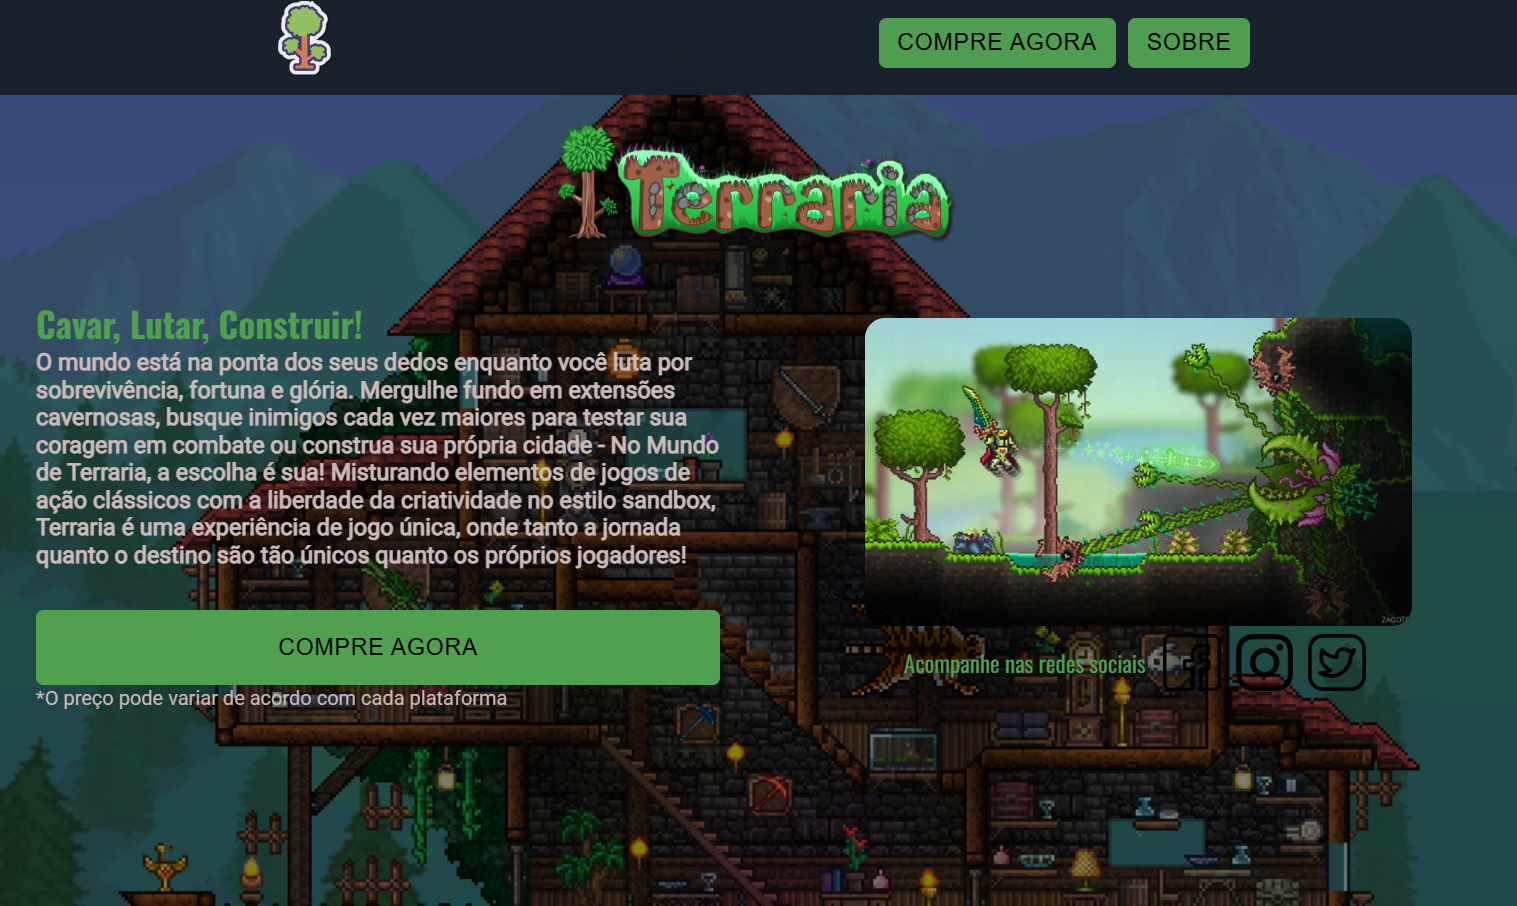 COMPRE AGORA
SOBRE
Terraria
Cavar, Lutar, Construir!
O mundo está na ponta dos seus dedos enquanto você luta por
sobrevivência, fortuna e glória. Mergulhe fundo em extensões
cavernosas, busque inimigos cada vez maiores para testar sua
coragem em combate ou construa sua própria cidade - No Mundo
de Terraria, a escolha é sua! Misturando elementos de jogos de
ação clássicos com a liberdade da criatividade no estilo sandbox,
Terraria é uma experiência de jogo única, onde tanto a jornada
quanto o destino são tão únicos quanto os próprios jogadores!
COMPRE AGORA
*O preço pode variar de acordo com cada plataforma
Acompanhe nas redes sociais